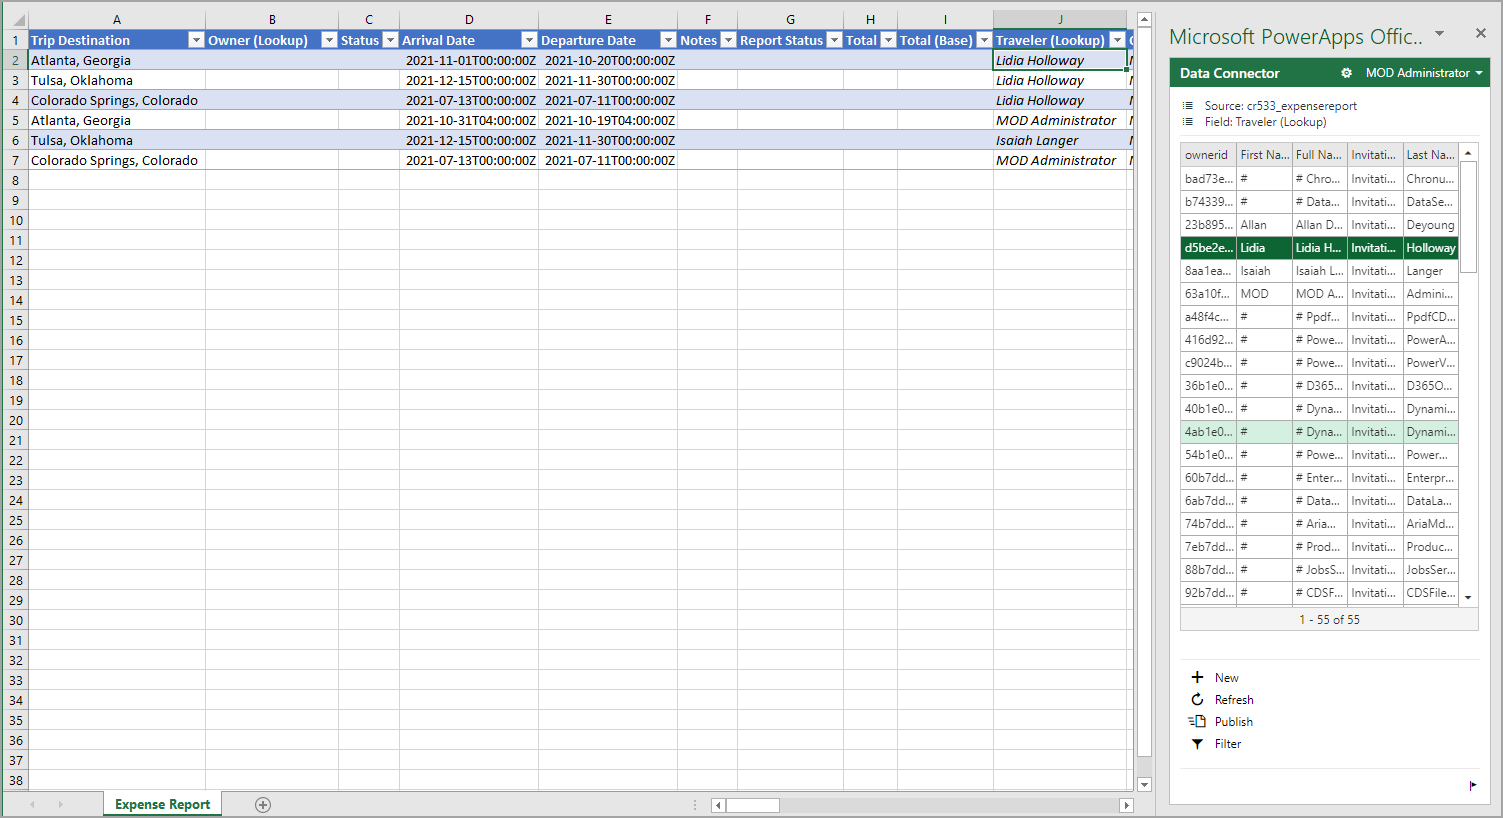 A B C D E F G H I J
1 Trip Destination Owner (Lookup) Status Arrival Date Departure Date Notes Report Status Total Total (Base) Traveler (Lookup)
2 Atlanta, Georgia 2021-11-01T00:00:00Z 2021-10-20T00:00:00Z Lidia Holloway
3 Tulsa, Oklahoma 2021-12-15T00:00:00Z 2021-11-30T00:00:00Z Lidia Holloway
4 Colorado Springs, Colorado 2021-07-13T00:00:00Z 2021-07-11T00:00:00Z Lidia Holloway
5 Atlanta, Georgia 2021-10-31T04:00:00Z 2021-10-19T04:00:00Z MOD Administrator
6 Tulsa, Oklahoma 2021-12-15T00:00:00Z 2021-11-30T00:00:00Z Isaiah Langer
7 Colorado Springs, Colorado 2021-07-13T00:00:00Z 2021-07-11T00:00:00Z MOD Administrator
8
9
10
11
12
13
14
15
16
17
18
19
20
21
22
23
24
25
26
27
28
29
30
31
32
33
34
35
36
37
38
Expense Report
Microsoft PowerApps Offic..
Data Connector MOD Administrator
Source: cr533_expensereport
Field: Traveler (Lookup)
ownerid First Na... Full Na... Invitati... Last Na...
bad73e... # # Chro... Invitati... Chronu...
b74339... # # Data... Invitati... DataSe...
23b895... Allan Allan D... Invitati... Deyoung
d5be2e... Lidia Lidia H... Invitati... Holloway
8aa1ea... Isaiah Isaiah L... Invitati... Langer
63a10f... MOD MOD A... Invitati... Admini...
a48f4c... # # Ppdf... Invitati... PpdfCD...
416d92... # # Powe... Invitati... PowerA...
c9024b... # # Powe... Invitati... PowerV...
36b1e0... # # D365... Invitati... D365O...
40b1e0... # # Dyna... Invitati... Dynami...
4ab1e0... # # Dyna... Invitati... Dynami...
54b1e0... # # Powe... Invitati... Power...
60b7dd... # # Enter... Invitati... Enterpr...
6ab7dd... # # Data... Invitati... DataLa...
74b7dd... # # Aria... Invitati... AriaMd...
7eb7dd... # # Prod... Invitati... Produc...
88b7dd... # # JobsS... Invitati... JobsSer...
92b7dd... # # CDSF... Invitati... CDSFile...
1 - 55 of 55
New
Refresh
Publish
Filter